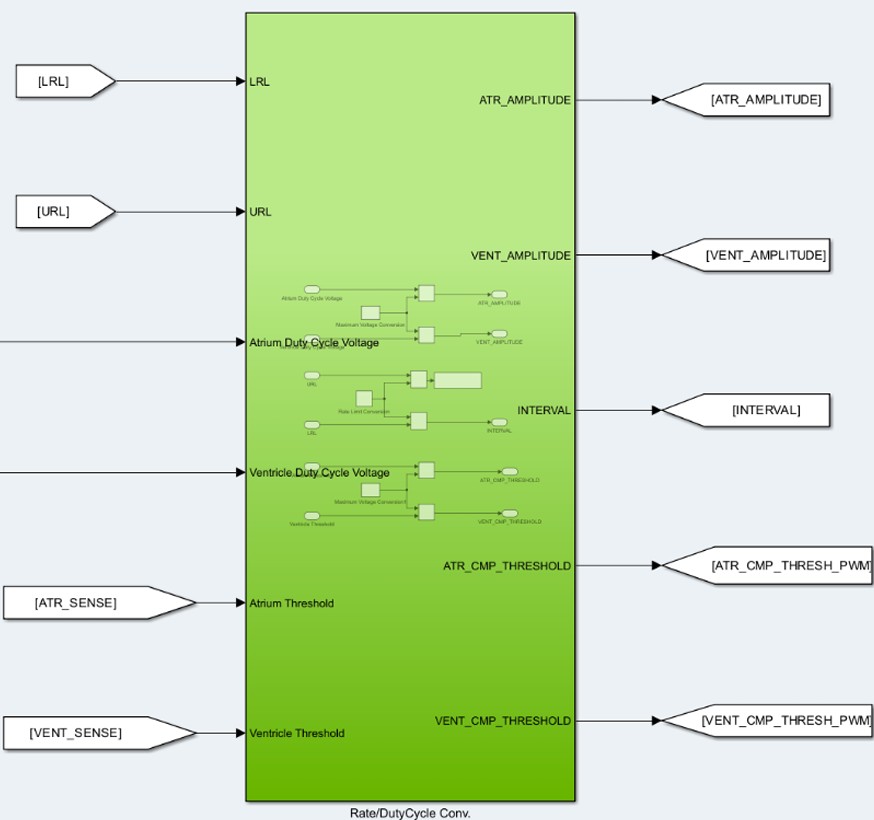 [LRL]
LRL
ATR_AMPLITUDE
[ATR_AMPLITUDE]
[URL]
URL
VENT_AMPLITUDE
[VENT_AMPLITUDE]
Atrium Duty Cycle Voltage
ATR_AMPLITUDE
Maximum Voltage Conversion
Atrium Duty Cycle Voltage
VENT_AMPLITUDE
URL
Rate Limit Conversion
INTERVAL
[INTERVAL]
LRL
INTERVAL
Ventricle Duty Cycle Voltage
ATR_CMP_THRESHOLD
Maximum Voltage Conversion1
Ventricle Threshold
VENT_CMP_THRESHOLD
ATR_CMP_THRESHOLD
[ATR_CMP_THRESH_PWM]
[ATR_SENSE]
Atrium Threshold
[VENT_SENSE]
Ventricle Threshold
VENT_CMP_THRESHOLD
[VENT_CMP_THRESH_PWM]
Rate/DutyCycle Conv.